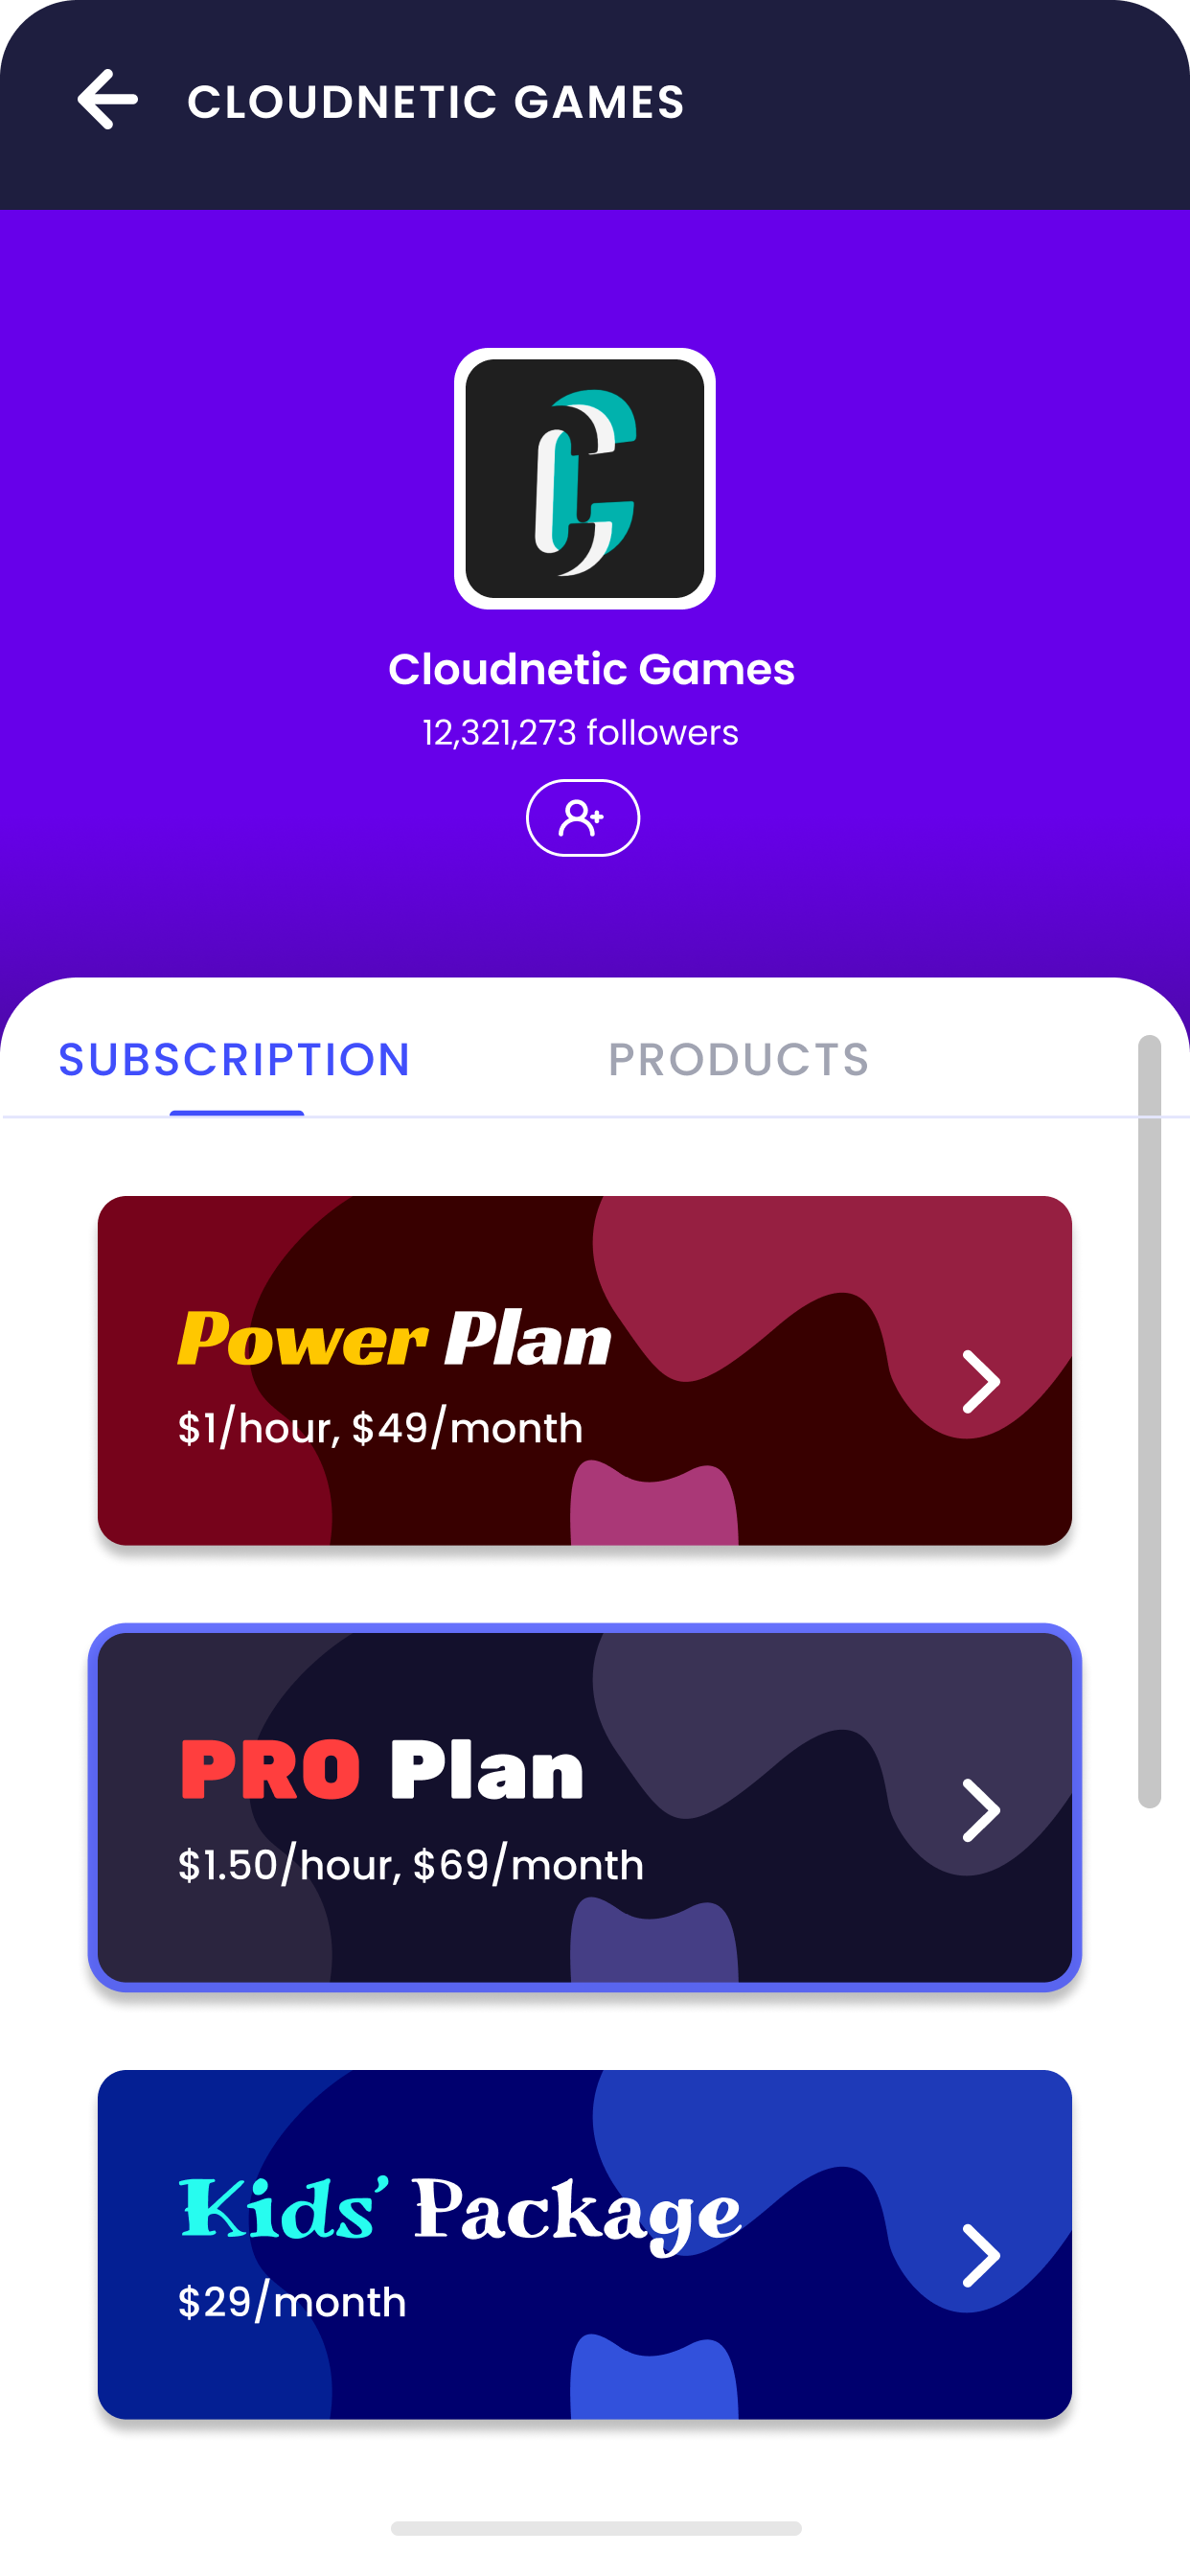 CLOUDNETIC GAMES
Cloudnetic Games
12,321,273 followers
SUBSCRIPTION
PRODUCTS
Power Plan
$1/hour, $49/month
PRO Plan
$1.50/hour, $69/month
Kids’ Package
$29/month